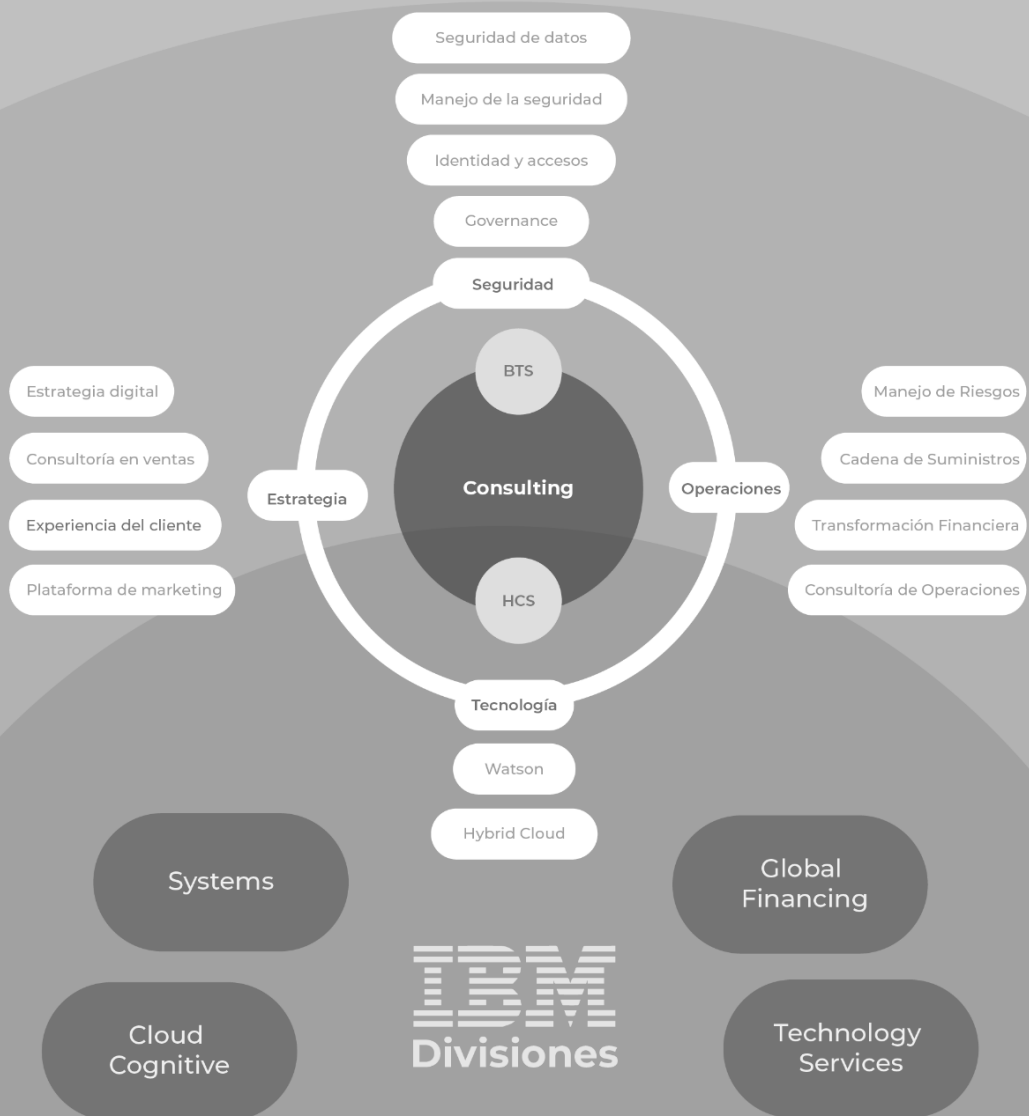 Seguridad de datos
Manejo de la seguridad
Identidad y accesos
Governance
Seguridad
BTS
Estrategia digital
Consultoría en ventas
Experiencia del cliente
Plataforma de marketing
Estrategia
Consulting
Operaciones
Manejo de Riesgos
Cadena de Suministros
Transformación Financiera
Consultoría de Operaciones
HCS
Tecnología
Watson
Hybrid Cloud
Systems
Global
Financing
Cloud
Cognitive
IBM
Divisiones
Technology
Services